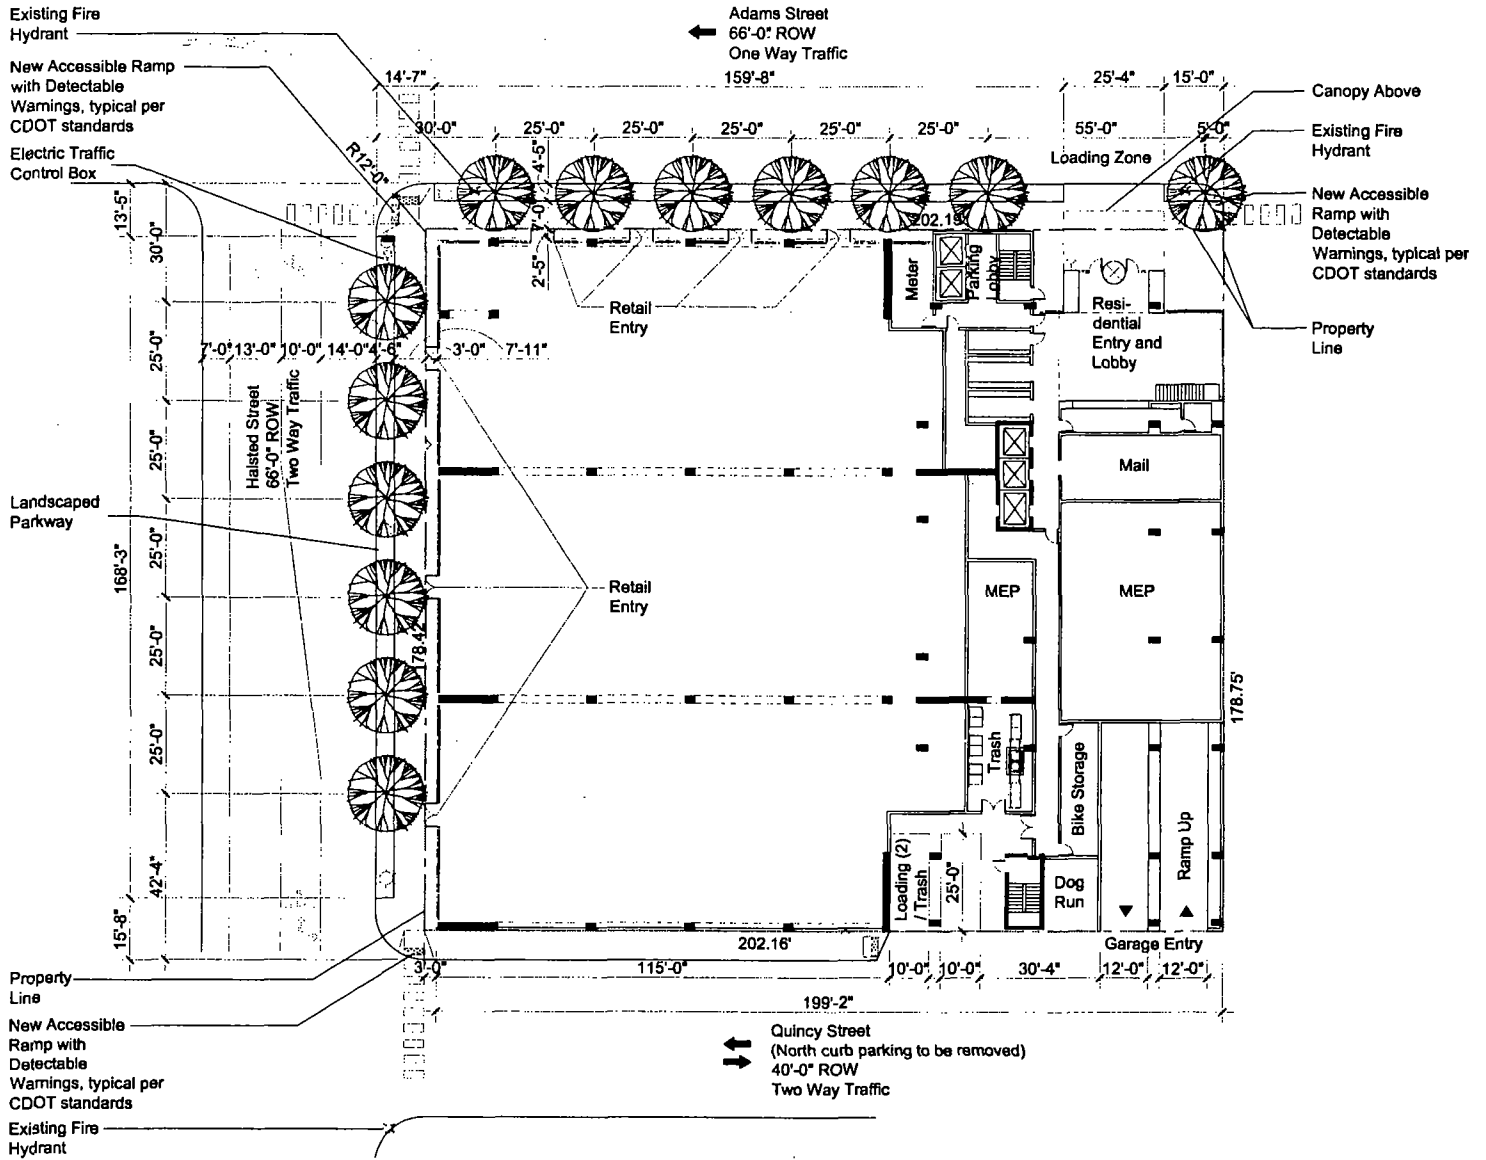 Existing Fire
Hydrant
New Accessible Ramp
with Detectable
Warnings, typical per
CDOT standards
Electric Traffic
Control Box
Adams Street
66'-0" ROW
One Way Traffic
14'-7"
159'-8"
25'-4"
15'-0"
30'-0"
25'-0"
25'-0"
25'-0"
25'-0"
25'-0"
55'-0"
5'-0"
Loading Zone
Canopy Above
Existing Fire
Hydrant
New Accessible
Ramp with
Detectable
Warnings, typical per
CDOT standards
Property
Line
R12'-0"
4'-5"
7'-0"
2'-5"
202.19'
13'-5"
30'-0"
25'-0"
25'-0"
25'-0"
25'-0"
25'-0"
168'-3"
42'-4"
15'-8"
7'-0"
13'-0"
10'-0"
14'-0"
4'-6"
3'-0"
7'-11"
Halsted Street
66'-0" ROW
Two Way Traffic
Retail
Entry
Meter
Parking
Lobby
Resi-
dential
Entry and
Lobby
Mail
Landscaped
Parkway
Retail
Entry
MEP
MEP
178.42'
178.75'
Trash
Bike Storage
Ramp Up
Loading (2)
/ Trash
25'-0"
Dog
Run
Garage Entry
202.16'
3'-0"
115'-0"
10'-0"
10'-0"
30'-4"
12'-0"
12'-0"
199'-2"
Property
Line
New Accessible
Ramp with
Detectable
Warnings, typical per
CDOT standards
Existing Fire
Hydrant
Quincy Street
(North curb parking to be removed)
40'-0" ROW
Two Way Traffic